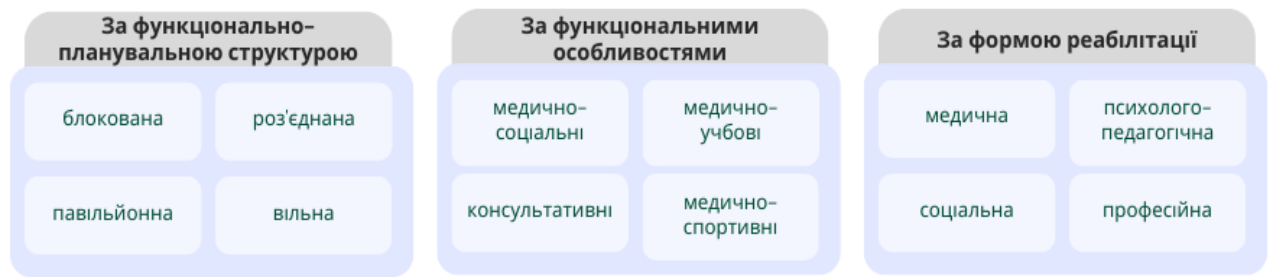 За функціонально-
планувальною структурою
блокована
роз'єднана
павільйонна
вільна
За функціональними
особливостями
медично-
соціальні
медично-
учбові
консультативні
медично-
спортивні
За формою реабілітації
медична
психолого-
педагогічна
соціальна
професійна